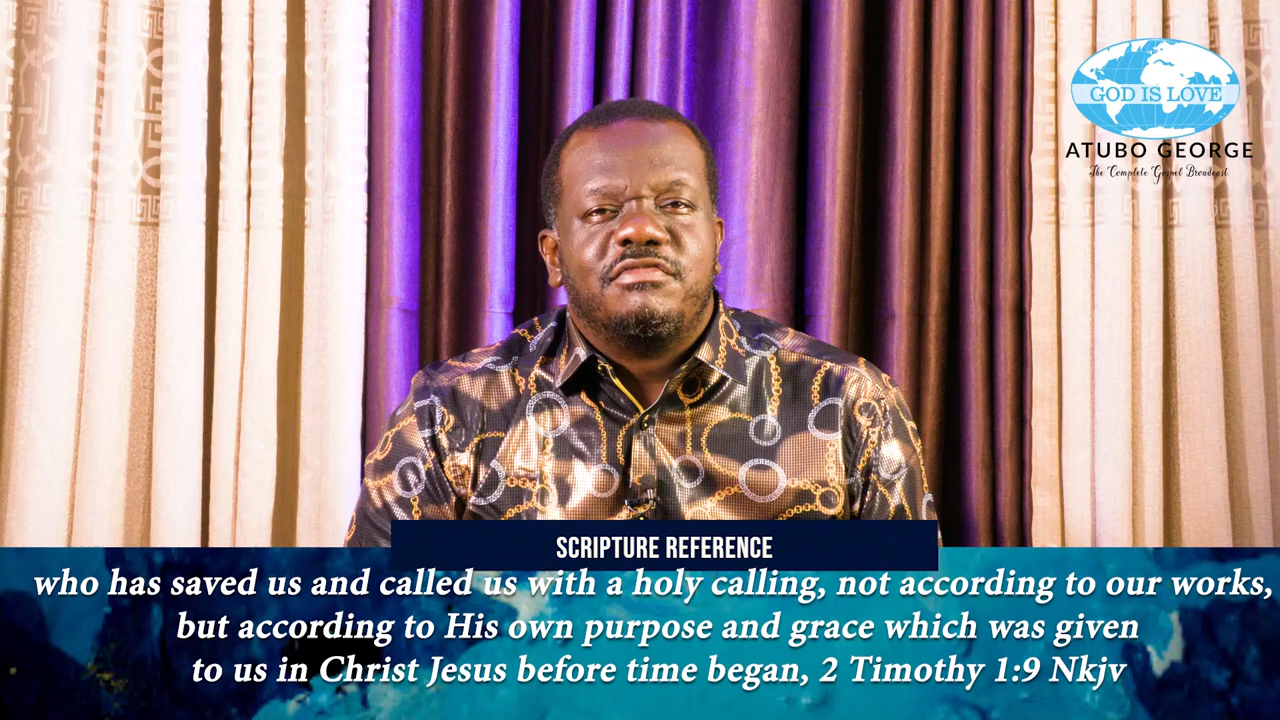 GOD IS LOVE
ATUBO GEORGE
The Complete Gospel Broadcast
SCRIPTURE REFERENCE
who has saved us and called us with a holy calling, not according to our works,
but according to His own purpose and grace which was given
to us in Christ Jesus before time began, 2 Timothy 1:9 Nkjv